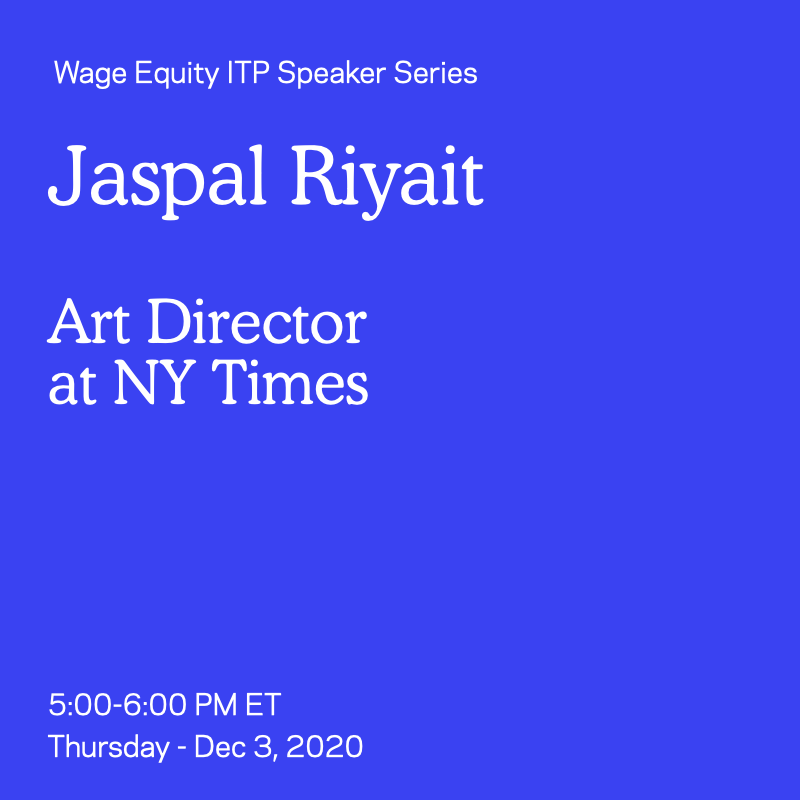 Wage Equity ITP Speaker Series
Jaspal Riyait
Art Director
at NY Times
5:00-6:00 PM ET
Thursday - Dec 3, 2020